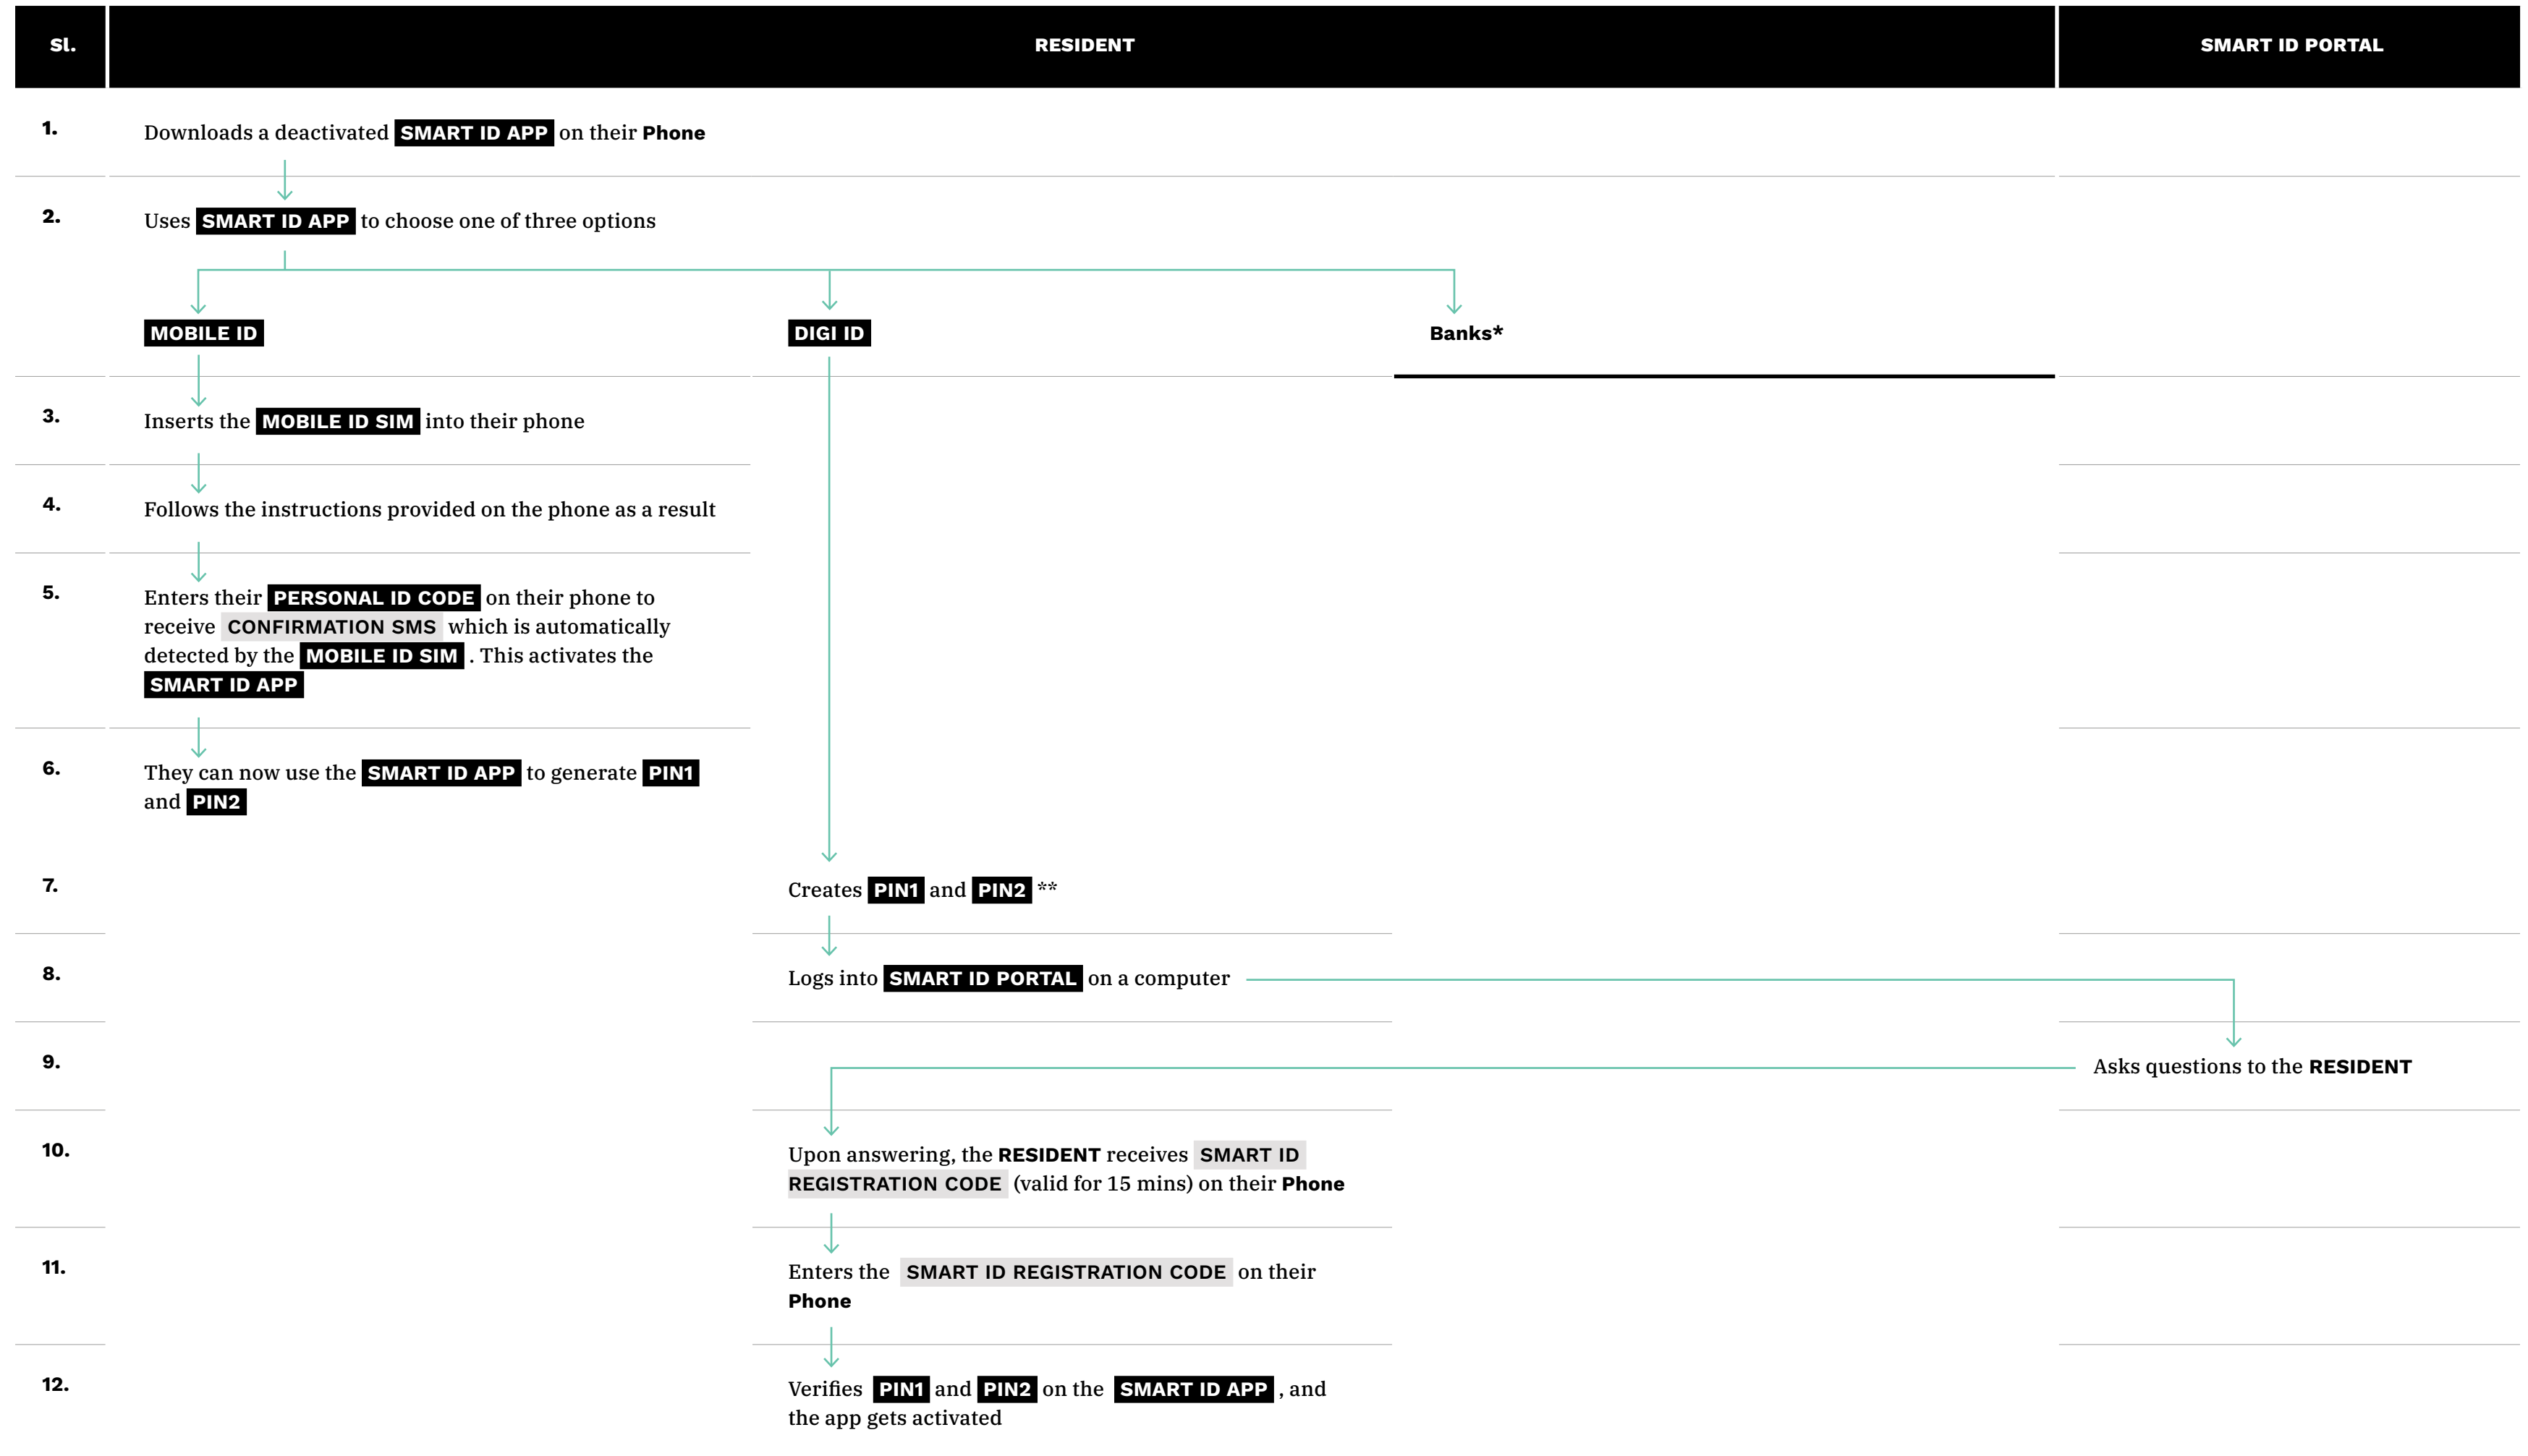 Sl.
RESIDENT
SMART ID PORTAL
1.
Downloads a deactivated SMART ID APP on their Phone
2.
Uses SMART ID APP to choose one of three options
MOBILE ID
DIGI ID
Banks*
3.
Inserts the MOBILE ID SIM into their phone
4.
Follows the instructions provided on the phone as a result
5.
Enters their PERSONAL ID CODE on their phone to
receive CONFIRMATION SMS which is automatically
detected by the MOBILE ID SIM . This activates the
SMART ID APP
6.
They can now use the SMART ID APP to generate PIN1
and PIN2
7.
Creates PIN1 and PIN2 **
8.
Logs into SMART ID PORTAL on a computer
9.
Asks questions to the RESIDENT
10.
Upon answering, the RESIDENT receives SMART ID
REGISTRATION CODE (valid for 15 mins) on their Phone
11.
Enters the SMART ID REGISTRATION CODE on their
Phone
12.
Verifies PIN1 and PIN2 on the SMART ID APP , and
the app gets activated